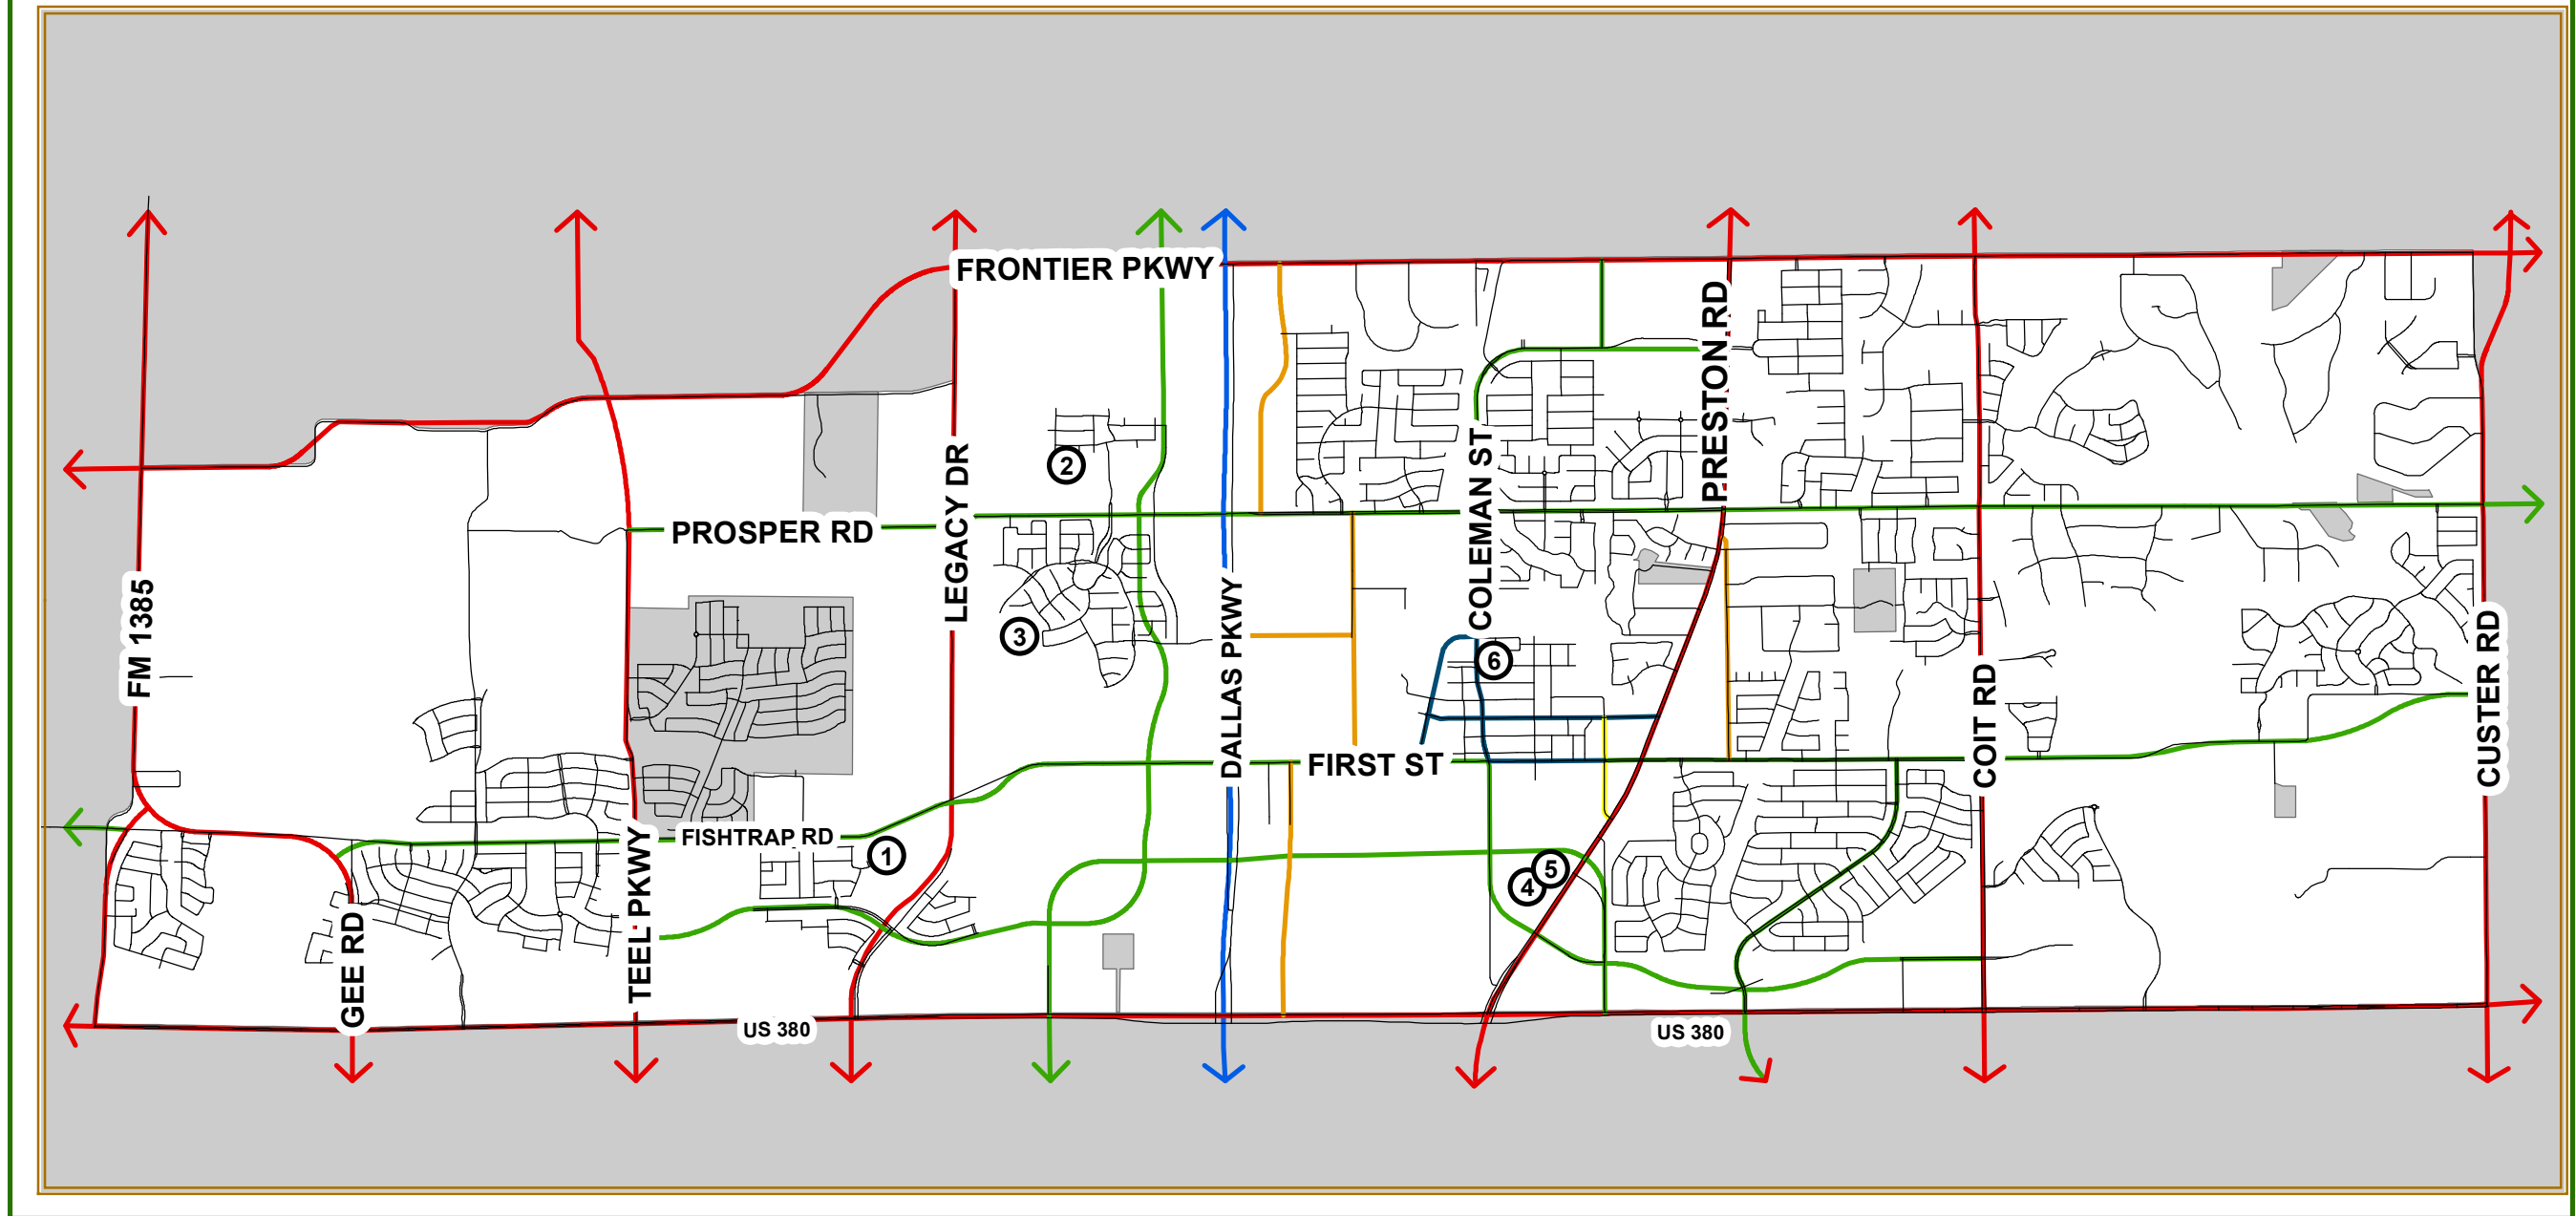 FRONTIER PKWY
PRESTON RD
COLEMAN ST
LEGACY DR
2
PROSPER RD
FM 1385
DALLAS PKWY
3
6
COIT RD
CUSTER RD
FIRST ST
FISHTRAP RD
1
TEEL PKWY
5
4
GEE RD
US 380
US 380